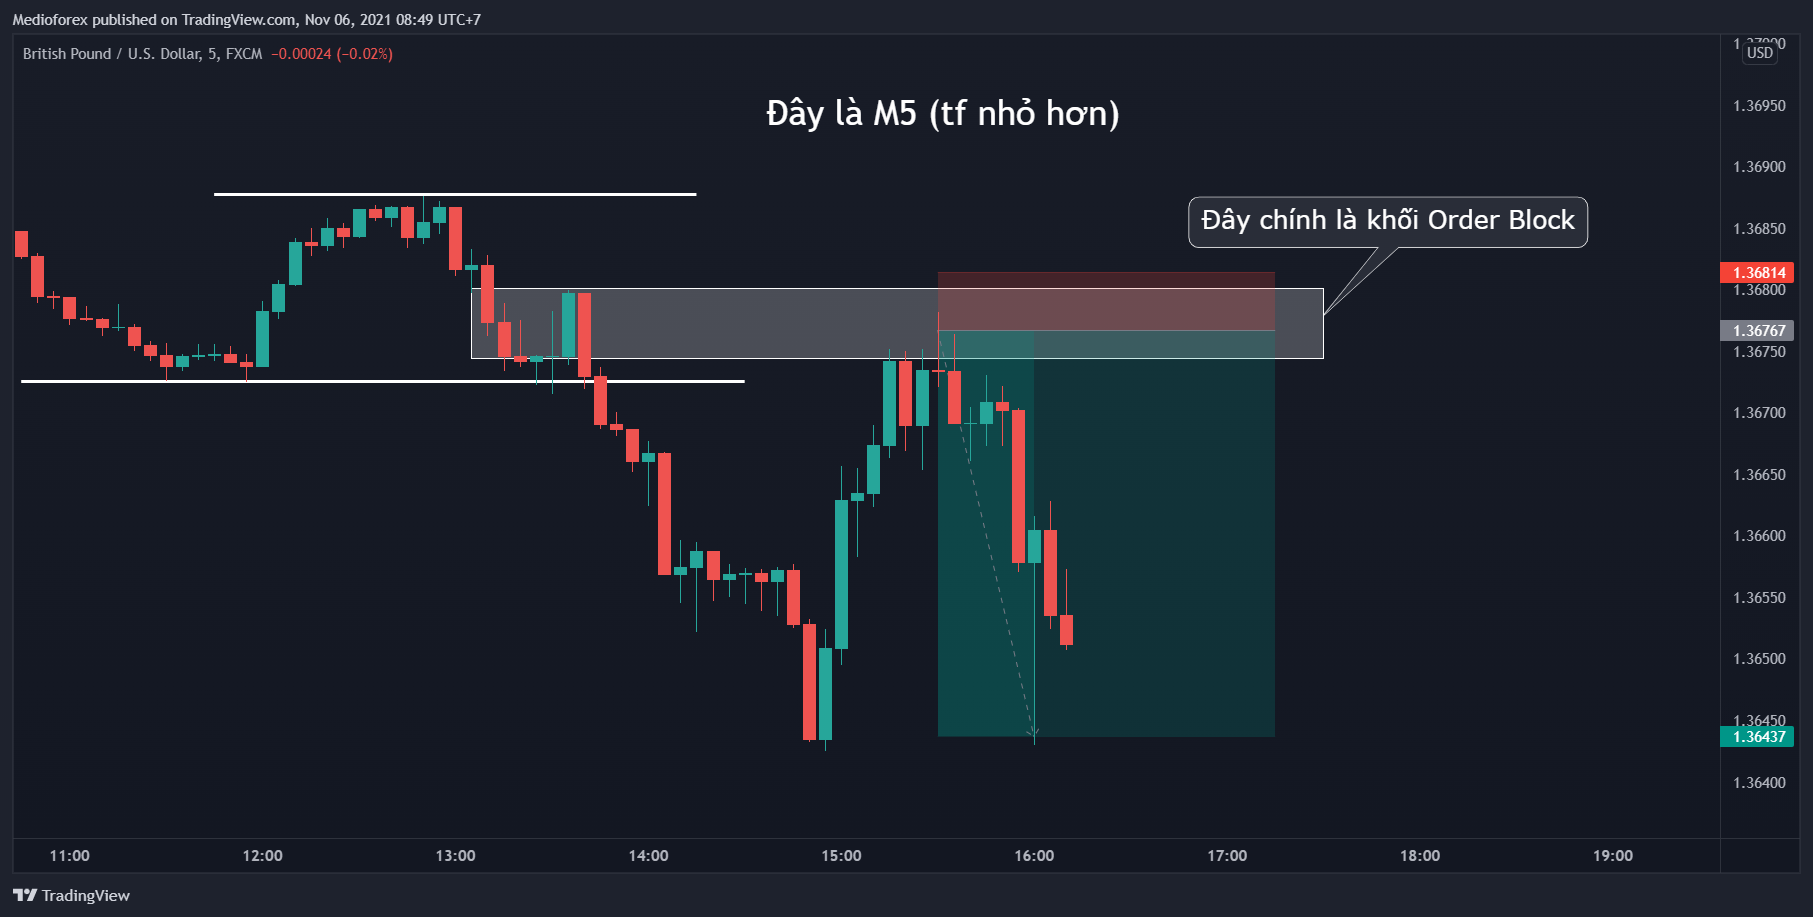 Medioforex published on TradingView.com, Nov 06, 2021 08:49 UTC+7
British Pound / U.S. Dollar, 5, FXCM −0.00024 (−0.02%)
USD
Đây là M5 (tf nhỏ hơn)
1.36950
1.36900
Đây chính là khối Order Block
1.36850
1.36814
1.36800
1.36767
1.36750
1.36700
1.36650
1.36600
1.36550
1.36500
1.36450
1.36437
1.36400
11:00 12:00 13:00 14:00 15:00 16:00 17:00 18:00 19:00
TradingView